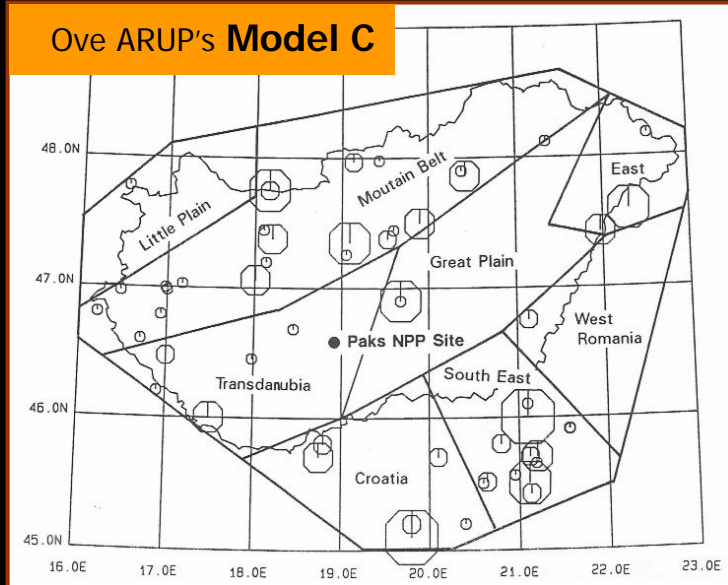 Ove ARUP's Model C
48.0N
Moutain Belt
East
Little Plain
47.0N
Great Plain
West
Romania
Paks NPP Site
South East
Transdanubia
46.0N
Croatia
45.0N
16.0E 17.0E 18.0E 19.0E 20.0E 21.0E 22.0E 23.0E